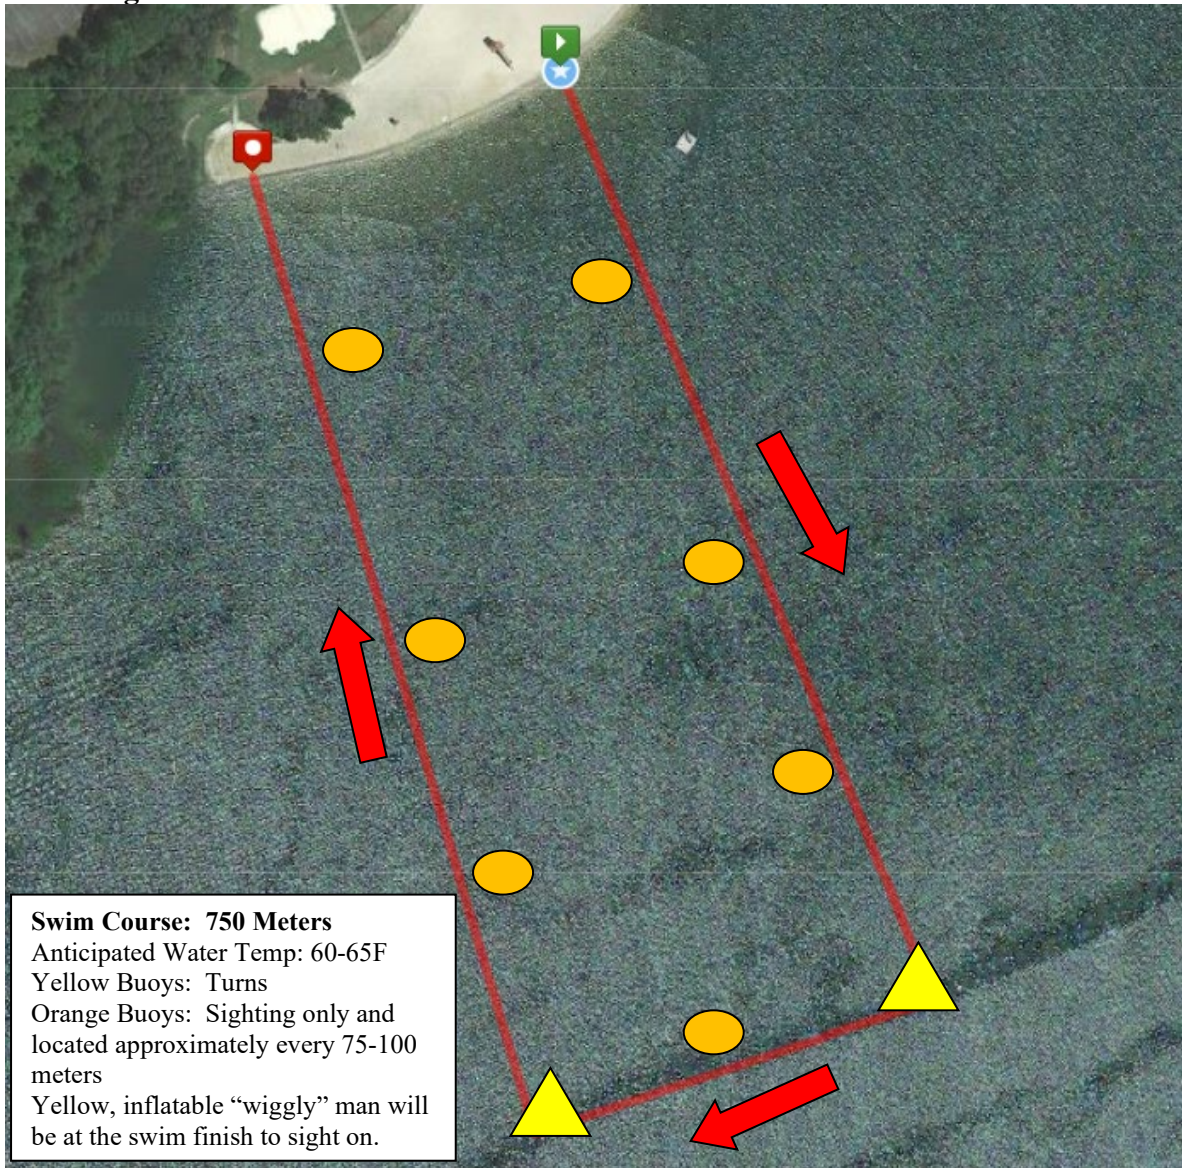 Swim Course: 750 Meters
Anticipated Water Temp: 60-65F
Yellow Buoys: Turns
Orange Buoys: Sighting only and
located approximately every 75-100
meters
Yellow, inflatable “wiggly” man will
be at the swim finish to sight on.